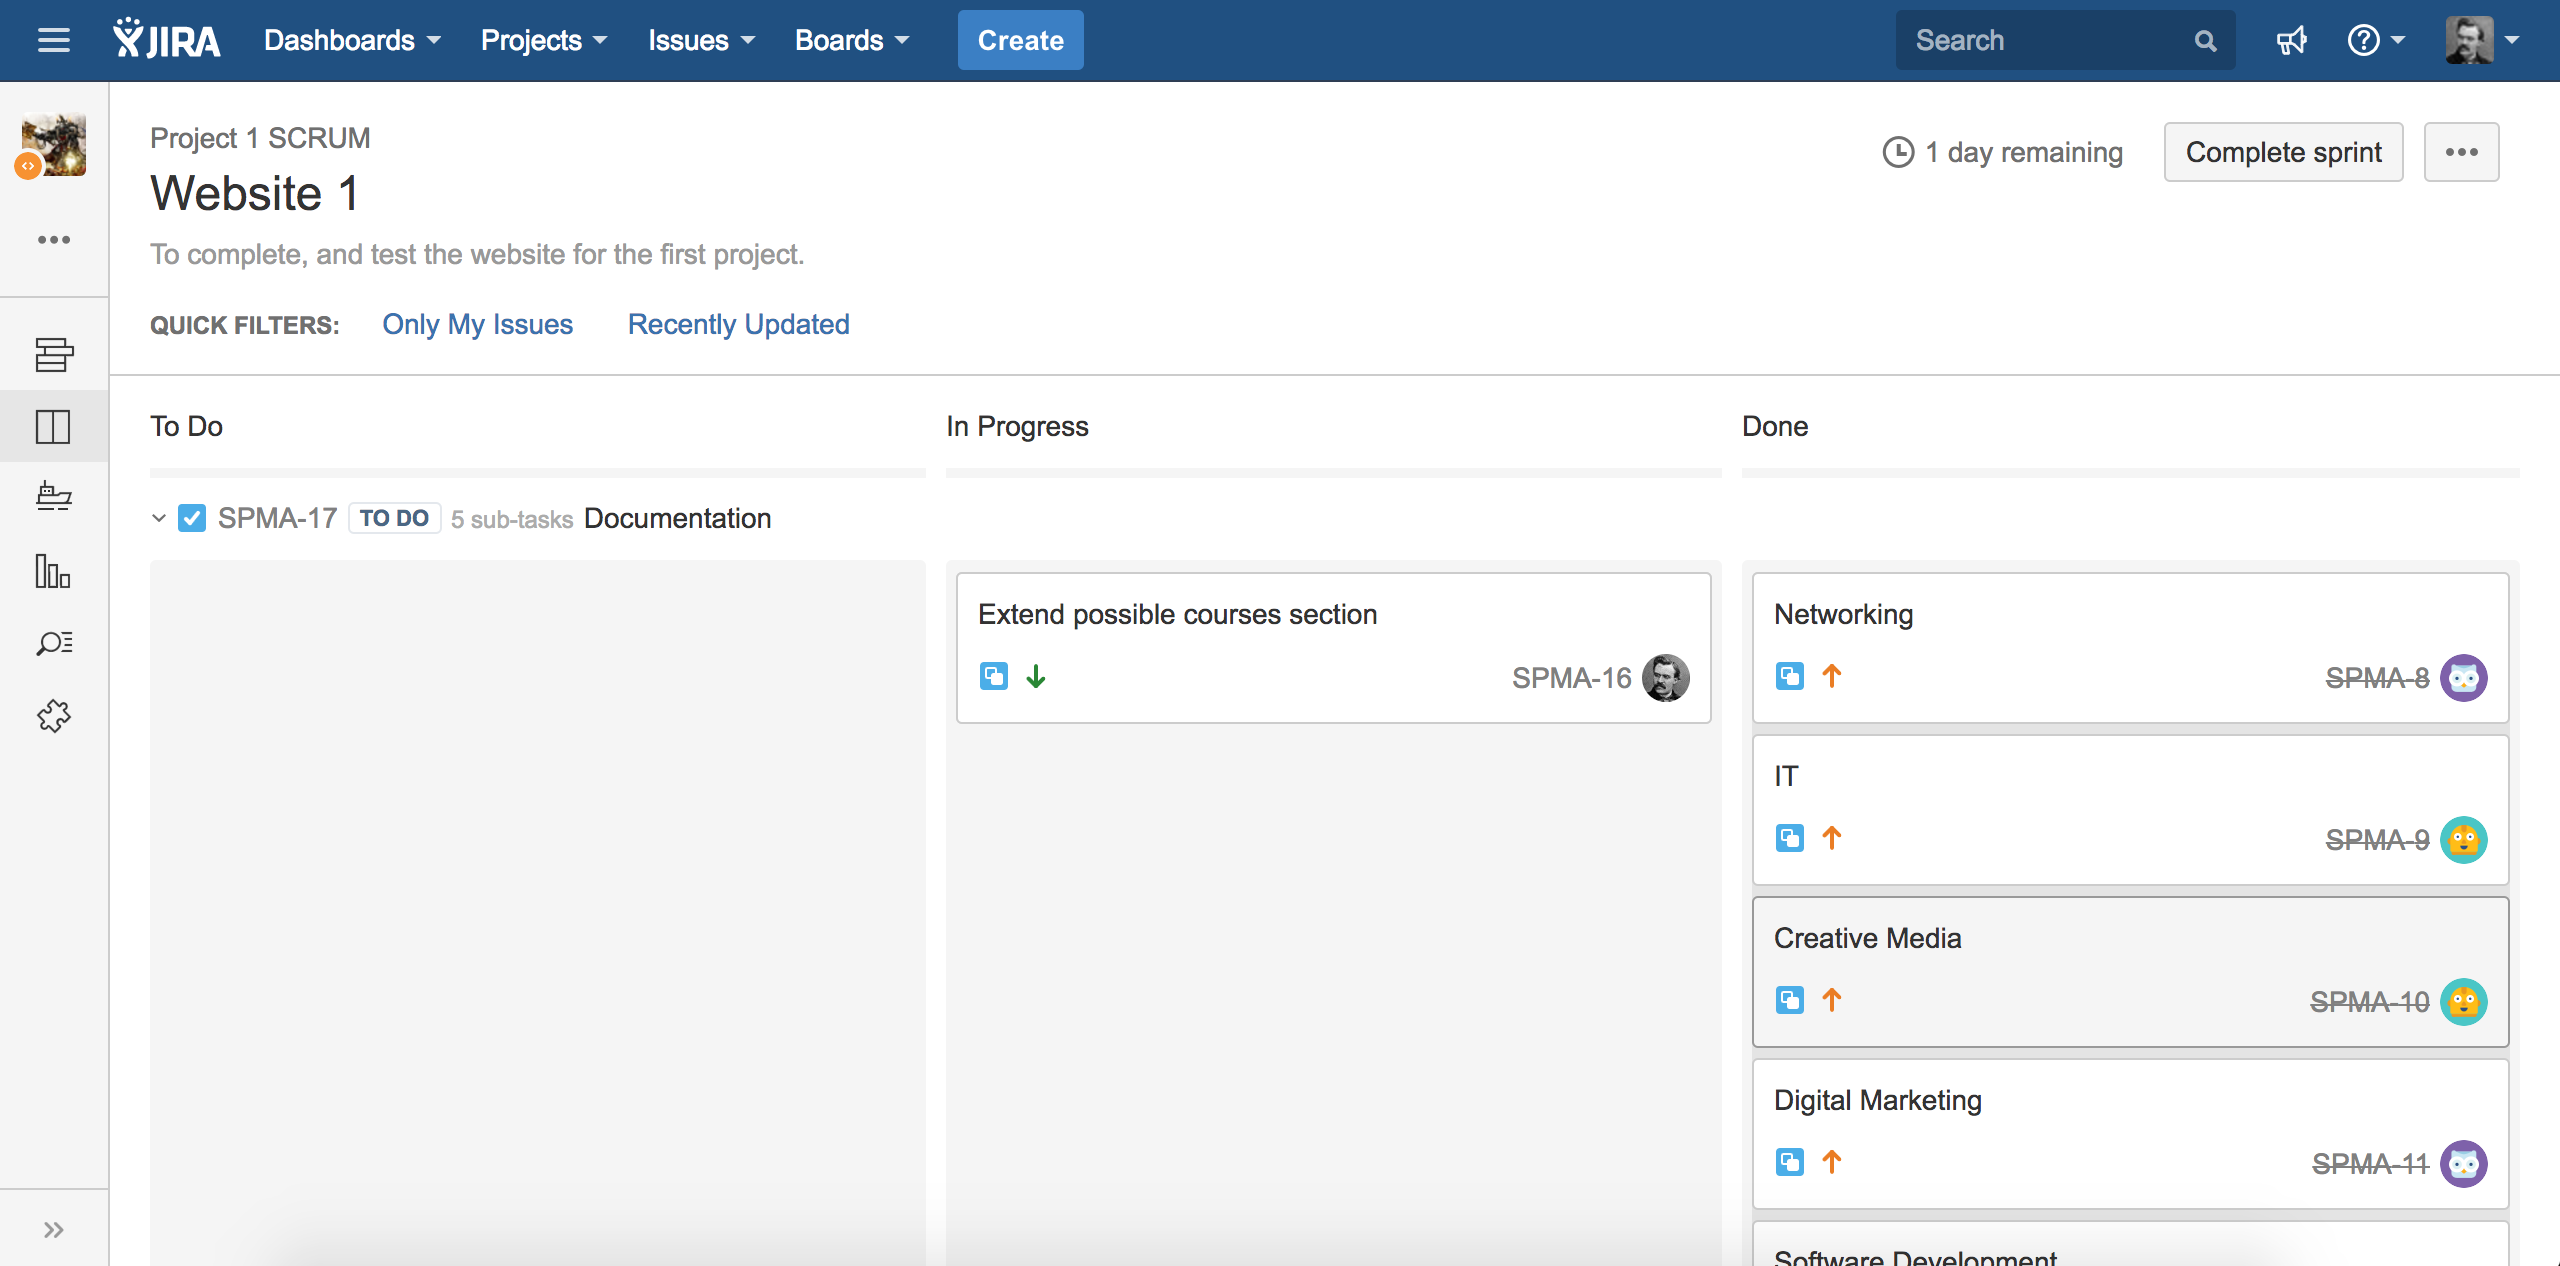 JIRA Dashboards Projects Issues Boards Create Search
Project 1 SCRUM
Website 1
To complete, and test the website for the first project.
1 day remaining Complete sprint
QUICK FILTERS: Only My Issues Recently Updated
To Do In Progress Done
SPMA-17 TO DO 5 sub-tasks Documentation
Extend possible courses section
SPMA-16
Networking
SPMA-8
IT
SPMA-9
Creative Media
SPMA-10
Digital Marketing
SPMA-11
Software Development